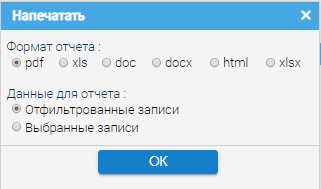 Напечатать ×
Формат отчета :
pdf xls doc docx html xlsx
Данные для отчета :
Отфильтрованные записи
Выбранные записи
OK